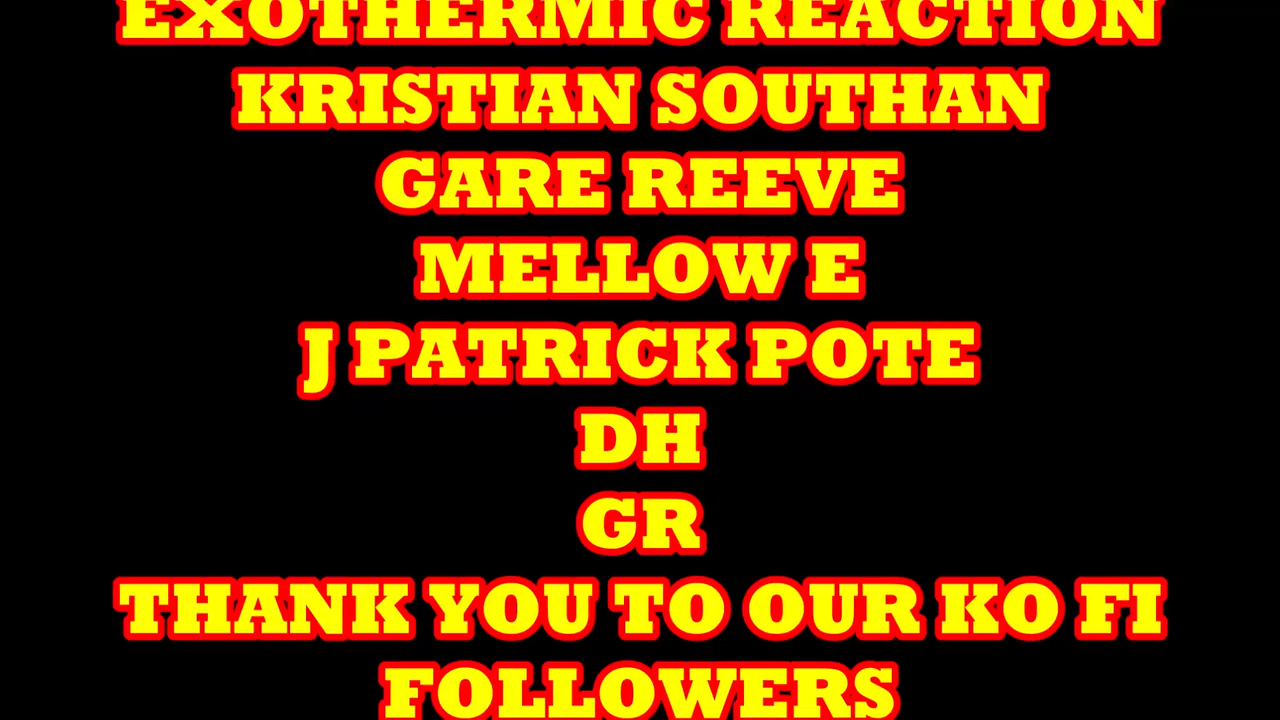 EXOTHERMIC REACTION
KRISTIAN SOUTHAN
GARE REEVE
MELLOW E
J PATRICK POTE
DH
GR
THANK YOU TO OUR KO FI
FOLLOWERS